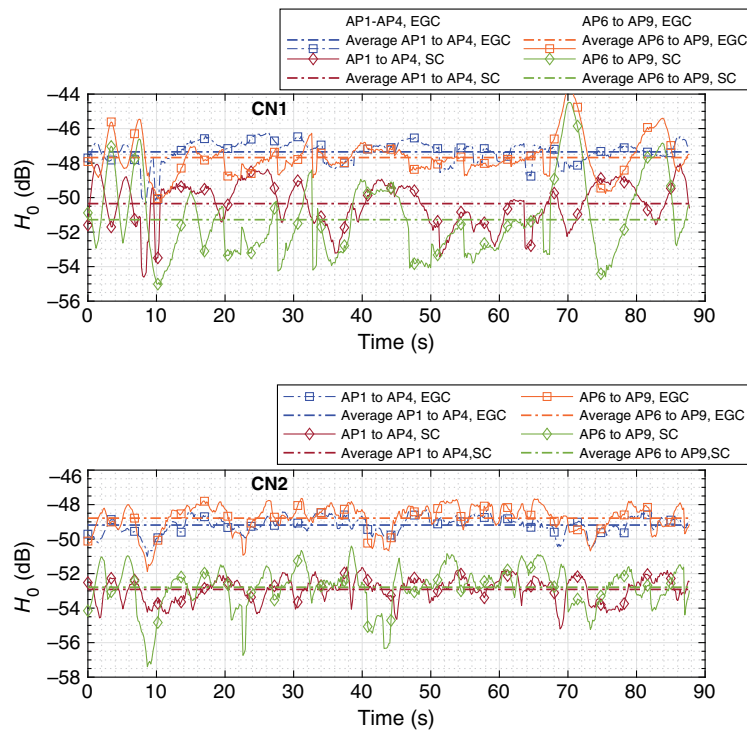 AP1-AP4, EGC AP6 to AP9, EGC
Average AP1 to AP4, EGC Average AP6 to AP9, EGC
AP1 to AP4, SC AP6 to AP9, SC
Average AP1 to AP4, SC Average AP6 to AP9, SC
CN1
−44
−46
−48
−50
−52
−54
−56
H0 (dB)
0 10 20 30 40 50 60 70 80 90
Time (s)
AP1 to AP4, EGC AP6 to AP9, EGC
Average AP1 to AP4, EGC Average AP6 to AP9, EGC
AP1 to AP4, SC AP6 to AP9, SC
Average AP1 to AP4,SC Average AP6 to AP9,SC
CN2
−46
−48
−50
−52
−54
−56
−58
H0 (dB)
0 10 20 30 40 50 60 70 80 90
Time (s)